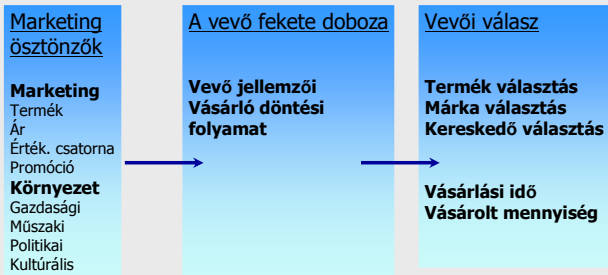 Marketing
ösztönzők
Marketing
Termék
Ár
Érték. csatorna
Promóció
Környezet
Gazdasági
Műszaki
Politikai
Kultúrális
A vevő fekete doboza
Vevő jellemzői
Vásárló döntési
folyamat
Vevői válasz
Termék választás
Márka választás
Kereskedő választás
Vásárlási idő
Vásárolt mennyiség